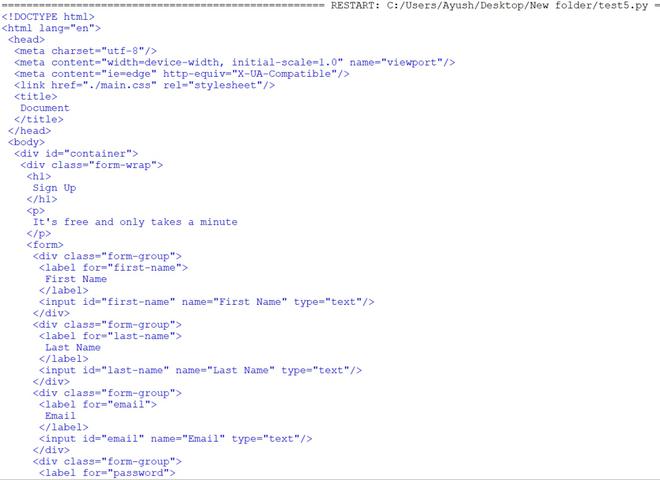 ================================================ RESTART: C:/Users/Ayush/Desktop/New folder/test5.py =
<!DOCTYPE html>
<html lang="en">
 <head>
  <meta charset="utf-8"/>
  <meta content="width=device-width, initial-scale=1.0" name="viewport"/>
  <meta content="ie=edge" http-equiv="X-UA-Compatible"/>
  <link href="./main.css" rel="stylesheet"/>
  <title>
   Document
  </title>
 </head>
 <body>
  <div id="container">
   <div class="form-wrap">
    <h1>
     Sign Up
    </h1>
    <p>
     It's free and only takes a minute
    </p>
    <form>
     <div class="form-group">
      <label for="first-name">
       First Name
      </label>
      <input id="first-name" name="First Name" type="text"/>
     </div>
     <div class="form-group">
      <label for="last-name">
       Last Name
      </label>
      <input id="last-name" name="Last Name" type="text"/>
     </div>
     <div class="form-group">
      <label for="email">
       Email
      </label>
      <input id="email" name="Email" type="text"/>
     </div>
     <div class="form-group">
      <label for="password">